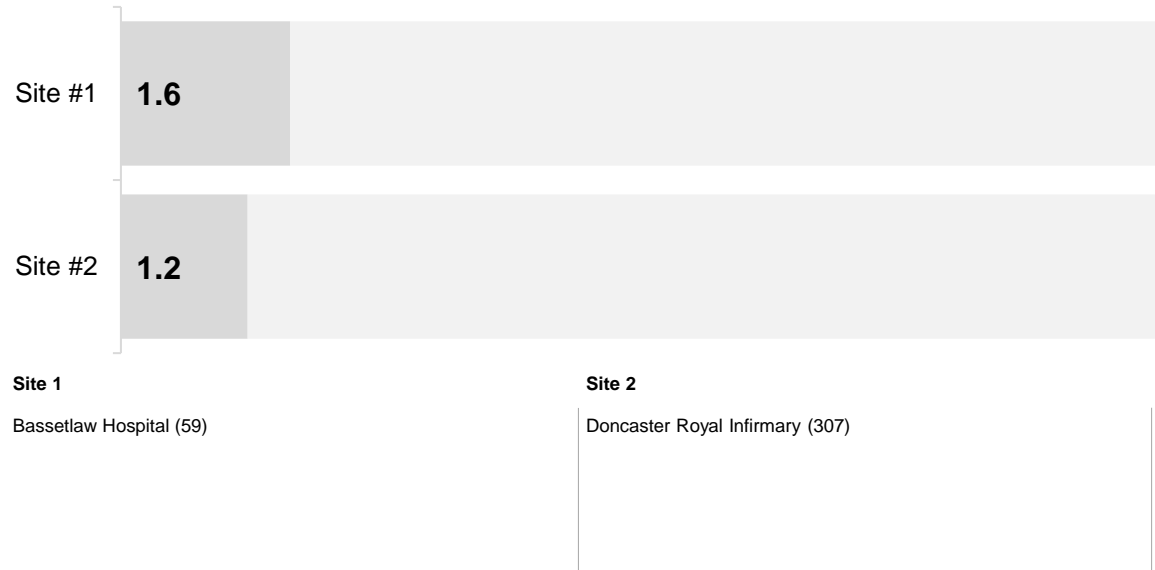 Site #1 1.6
Site #2 1.2
Site 1 Site 2
Bassetlaw Hospital (59) Doncaster Royal Infirmary (307)